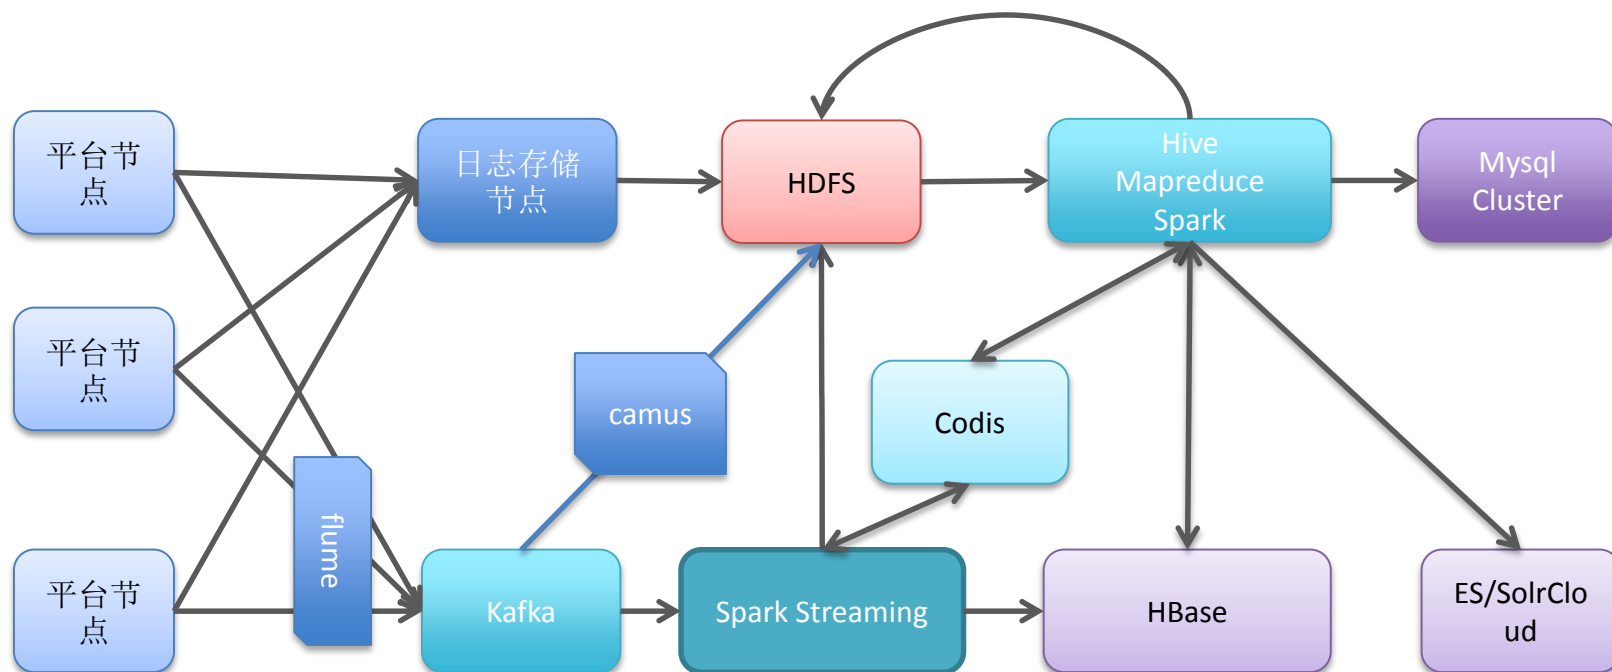 平台节
点
日志存储
节点
HDFS
Hive
Mapreduce
Spark
Mysql
Cluster
平台节
点
camus
Codis
flume
平台节
点
Kafka
Spark Streaming
HBase
ES/SolrClo
ud